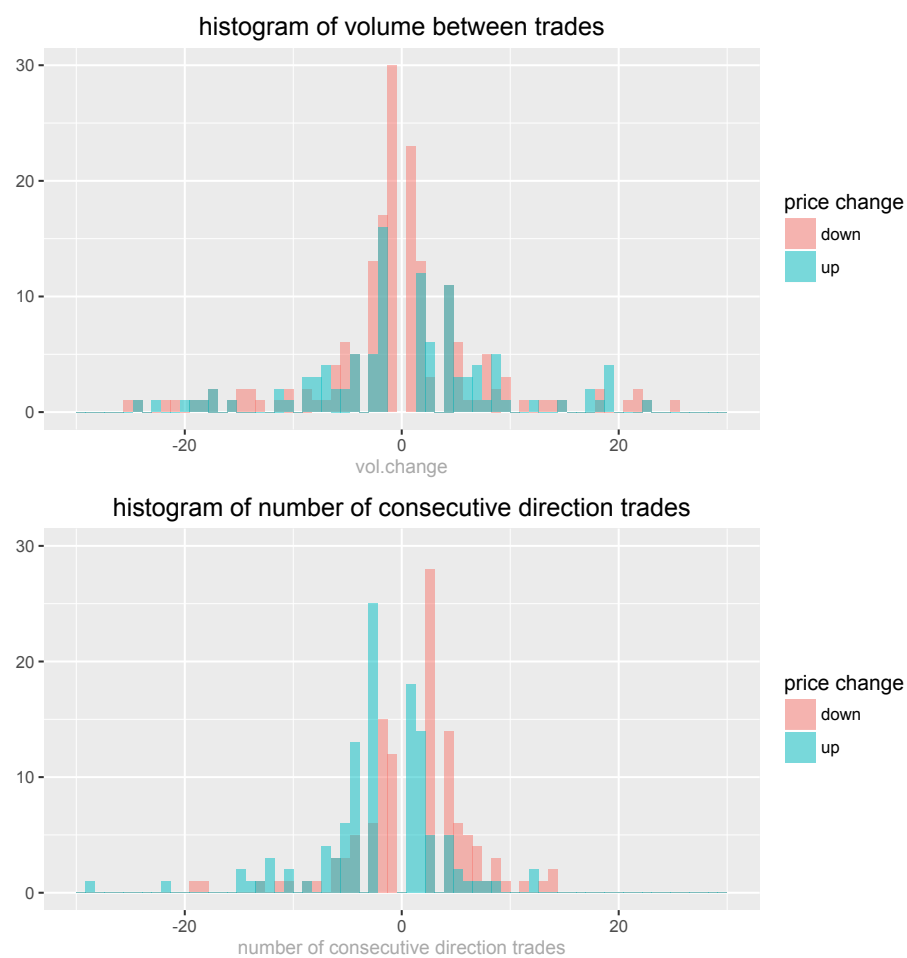 histogram of volume between trades
30
20
10
0
-20
0
20
vol.change
price change
down
up
histogram of number of consecutive direction trades
30
20
10
0
-20
0
20
number of consecutive direction trades
price change
down
up